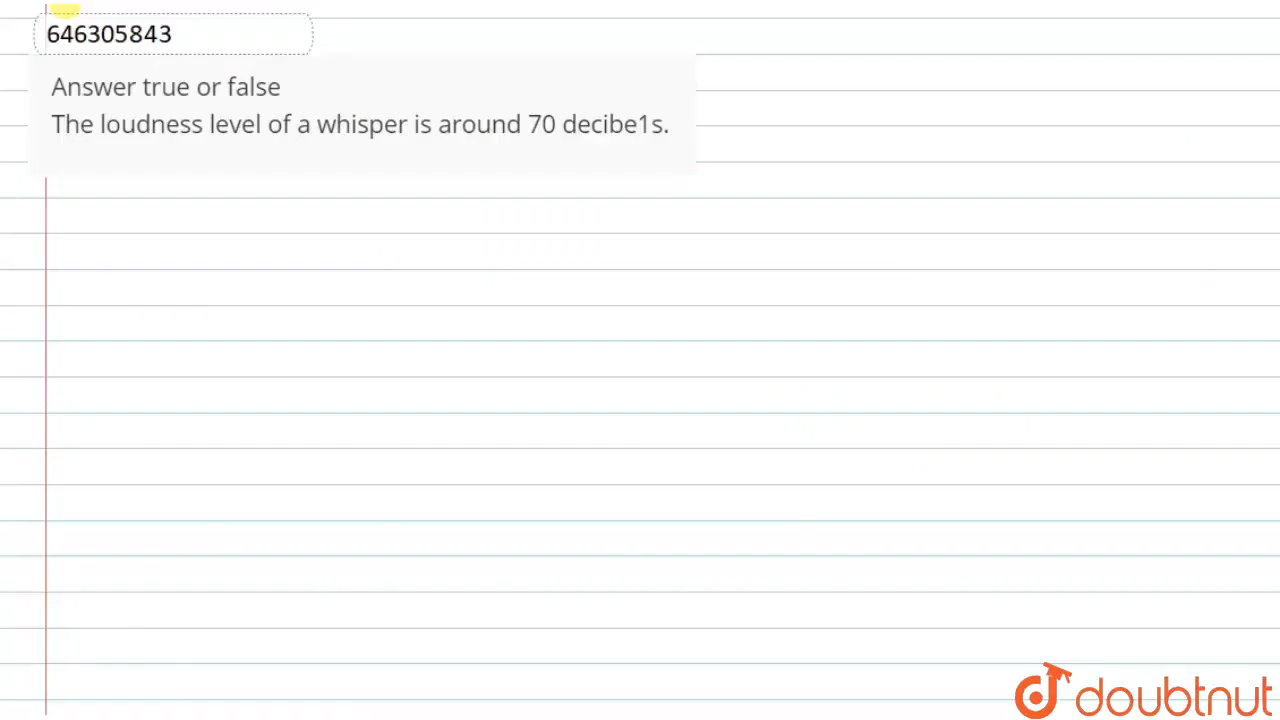 646305843
Answer true or false
The loudness level of a whisper is around 70 decibe1s.
doubtnut